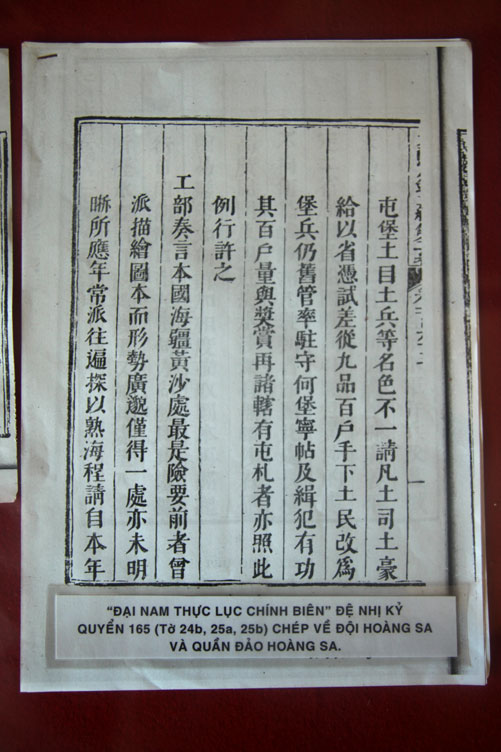 屯堡土目土兵等名色不一請凡土司土豪
給以省憑試差從九品百戶手下土民改爲
堡兵仍舊管率駐守何堡寧帖及緝犯有功
其百戶量與奬賞再諸轄有屯札者亦照此
例行許之
工部奏言本國海疆黃沙處最是險要前者曾
派描繪圖本而形勢廣邈僅得一處亦未明
晣所應年常派往遍探以熟海程請自本年
“ĐẠI NAM THỰC LỤC CHÍNH BIÊN” ĐỆ NHỊ KỶ
QUYỂN 165 (Tờ 24b, 25a, 25b) CHÉP VỀ ĐỘI HOÀNG SA
VÀ QUẦN ĐẢO HOÀNG SA.